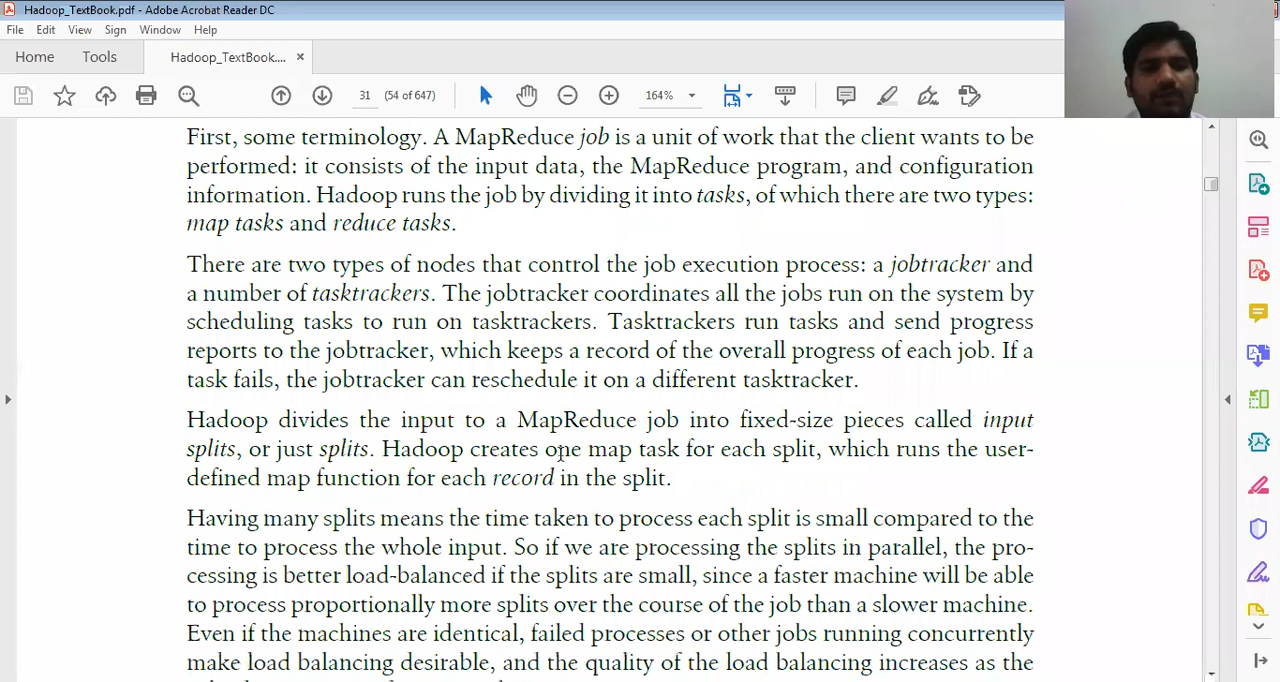 Hadoop_TextBook.pdf - Adobe Acrobat Reader DC
File Edit View Window Sign Help
Home Tools Hadoop_TextBook.... ×
31 (54 of 647) 164%
First, some terminology. A MapReduce job is a unit of work that the client wants to be
performed: it consists of the input data, the MapReduce program, and configuration
information. Hadoop runs the job by dividing it into tasks, of which there are two types:
map tasks and reduce tasks.
There are two types of nodes that control the job execution process: a jobtracker and
a number of tasktrackers. The jobtracker coordinates all the jobs run on the system by
scheduling tasks to run on tasktrackers. Tasktrackers run tasks and send progress
reports to the jobtracker, which keeps a record of the overall progress of each job. If a
task fails, the jobtracker can reschedule it on a different tasktracker.
Hadoop divides the input to a MapReduce job into fixed-size pieces called input
splits, or just splits. Hadoop creates one map task for each split, which runs the user-
defined map function for each record in the split.
Having many splits means the time taken to process each split is small compared to the
time to process the whole input. So if we are processing the splits in parallel, the pro-
cessing is better load-balanced if the splits are small, since a faster machine will be able
to process proportionally more splits over the course of the job than a slower machine.
Even if the machines are identical, failed processes or other jobs running concurrently
make load balancing desirable, and the quality of the load balancing increases as the